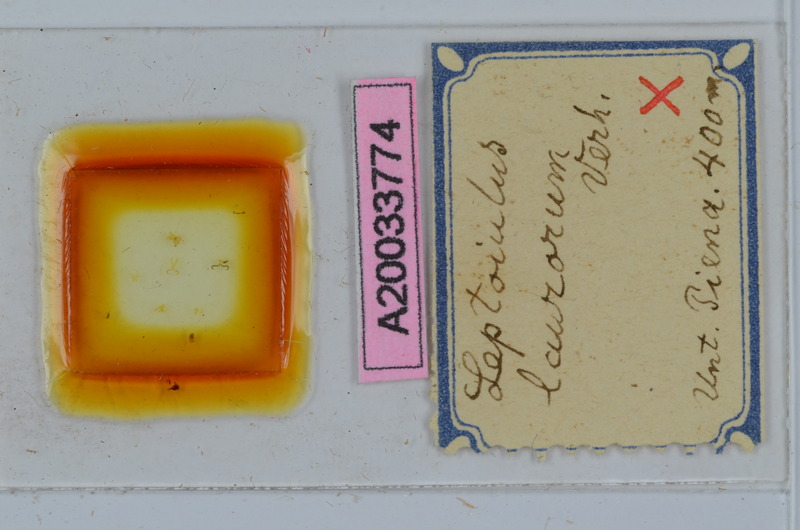 A20033774
Leptoiulus
laurorum
Verh.
X
Unt. Piena. 400m